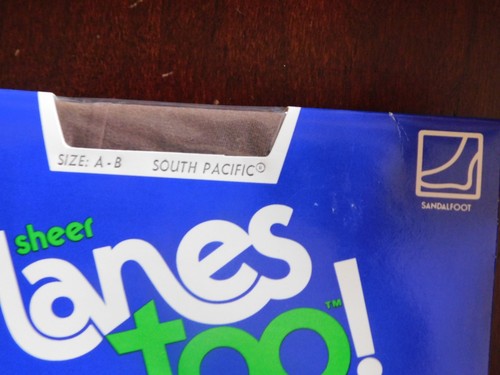 SIZE: A-B SOUTH PACIFIC®
SANDALFOOT
sheer
lanes
too!™